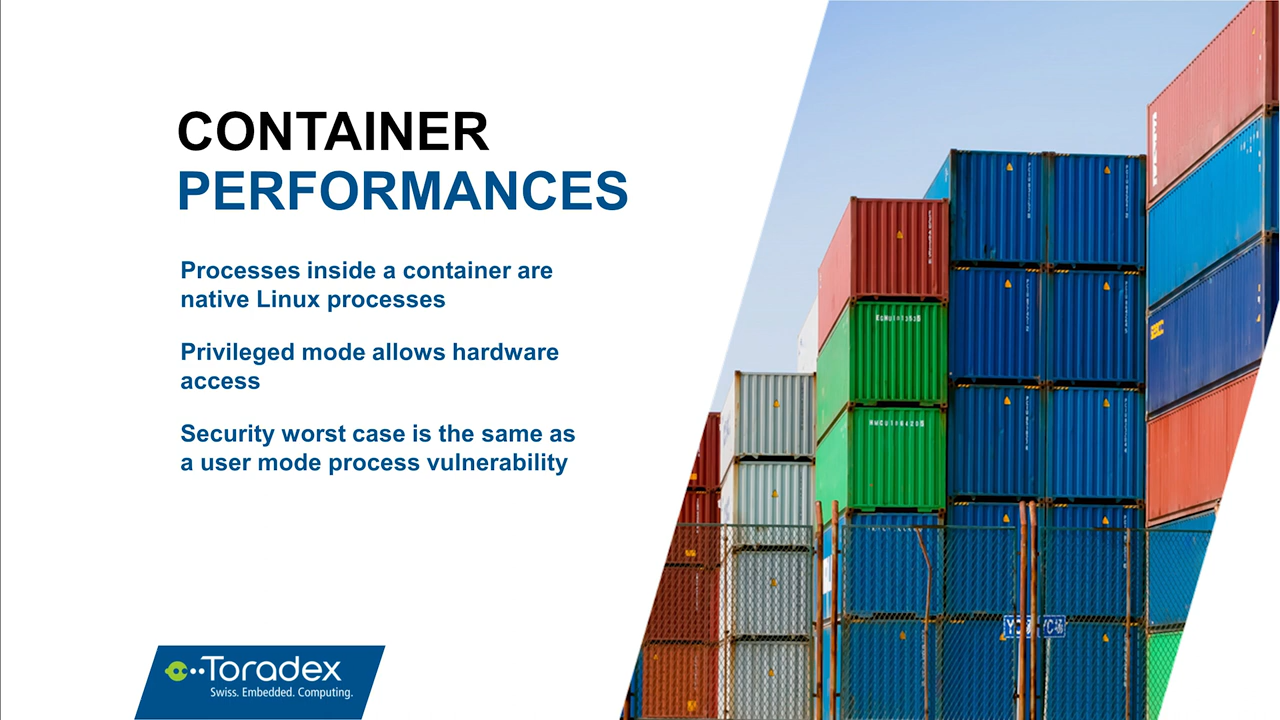 CONTAINER
PERFORMANCES
Processes inside a container are
native Linux processes
Privileged mode allows hardware
access
Security worst case is the same as
a user mode process vulnerability
Toradex
Swiss. Embedded. Computing.